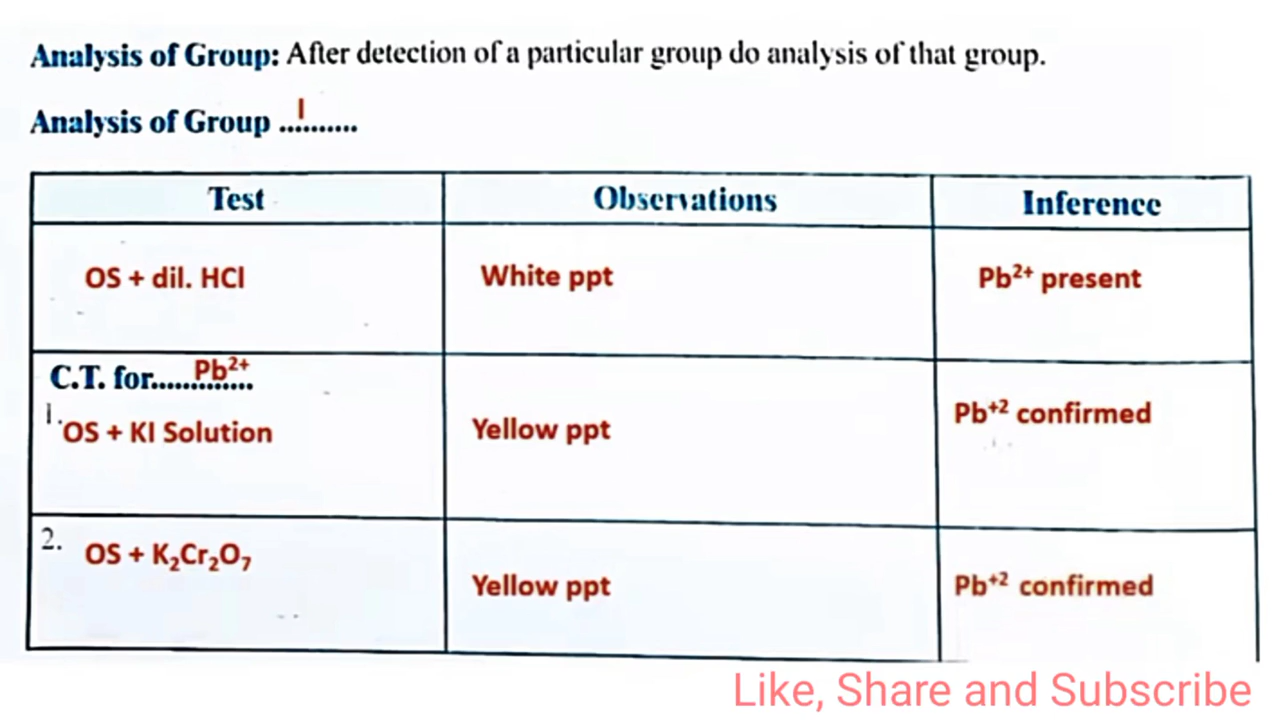 Analysis of Group: After detection of a particular group do analysis of that group.
Analysis of Group ....I......
Test Observations Inference
OS + dil. HCl White ppt Pb²⁺ present
C.T. for......Pb²⁺........
1. OS + KI Solution Yellow ppt Pb⁺² confirmed
2. OS + K₂Cr₂O₇ Yellow ppt Pb⁺² confirmed
Like, Share and Subscribe